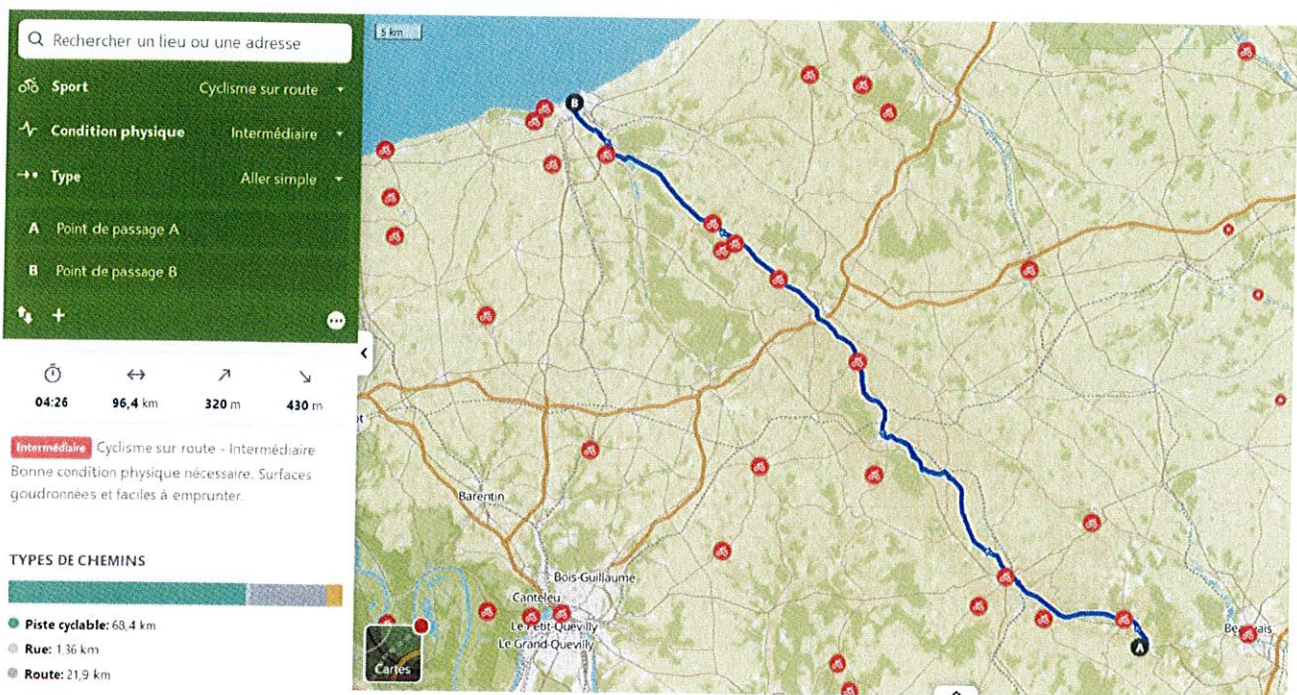 Rechercher un lieu ou une adresse
Sport Cyclisme sur route
Condition physique Intermédiaire
Type Aller simple
A Point de passage A
B Point de passage B
04:26 96,4 km 320 m 430 m
Intermédiaire Cyclisme sur route - Intermédiaire
Bonne condition physique nécessaire. Surfaces
goudronnées et faciles à emprunter.
TYPES DE CHEMINS
Piste cyclable: 68,4 km
Rue: 1,36 km
Route: 21,9 km
5 km
B
Barentin
Bois-Guillaume
Canteleu
Le Petit-Quevilly
Le Grand-Quevilly
Cartes
A